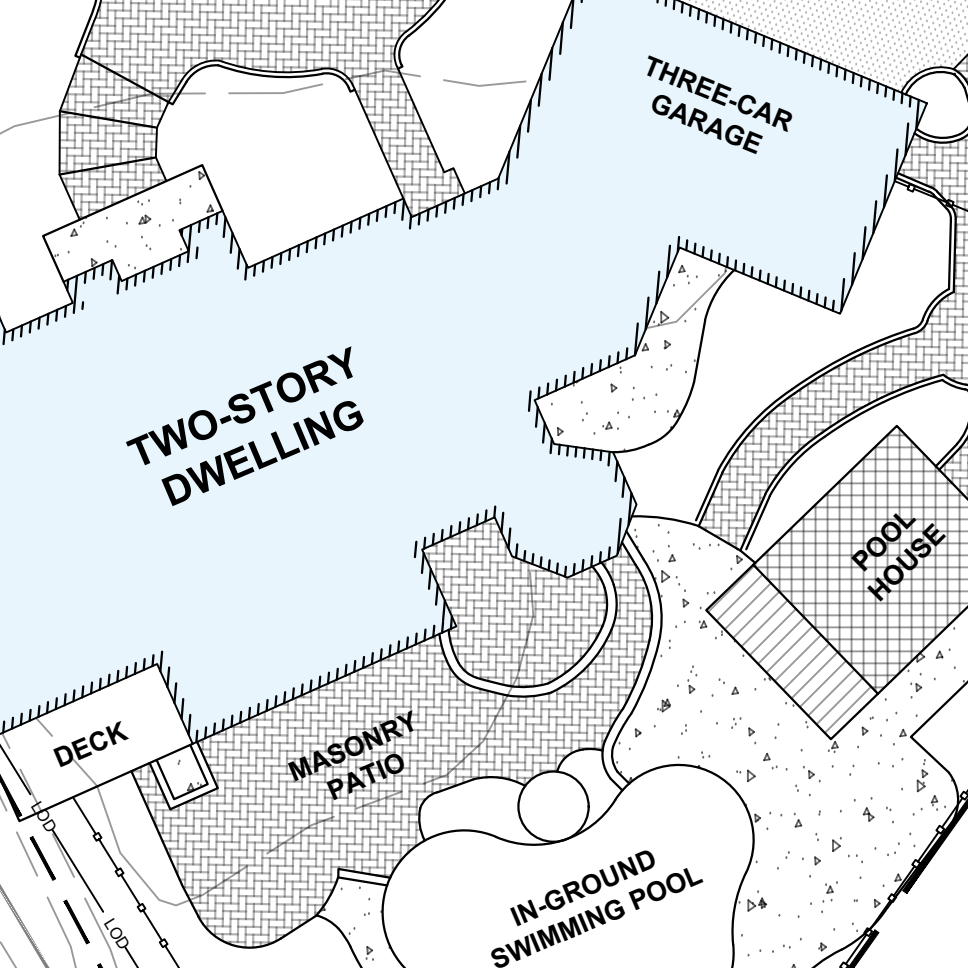 THREE-CAR
GARAGE
TWO-STORY
DWELLING
POOL
HOUSE
DECK
MASONRY
PATIO
LOD
IN-GROUND
SWIMMING POOL
LOD